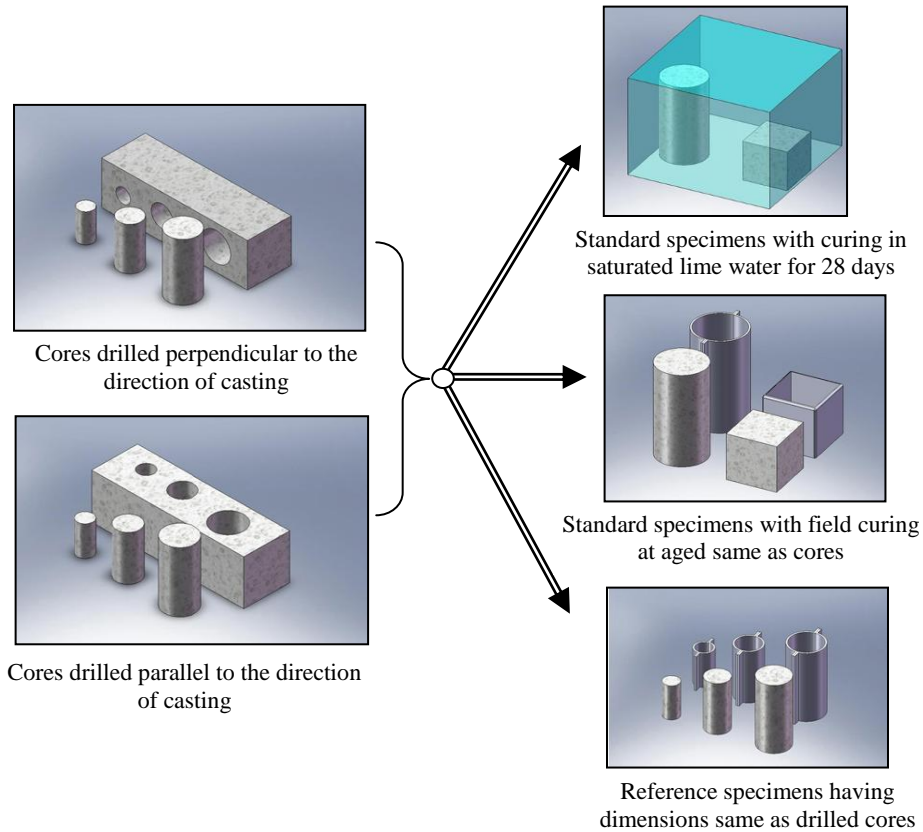 Cores drilled perpendicular to the
direction of casting
Cores drilled parallel to the direction
of casting
Standard specimens with curing in
saturated lime water for 28 days
Standard specimens with field curing
at aged same as cores
Reference specimens having
dimensions same as drilled cores